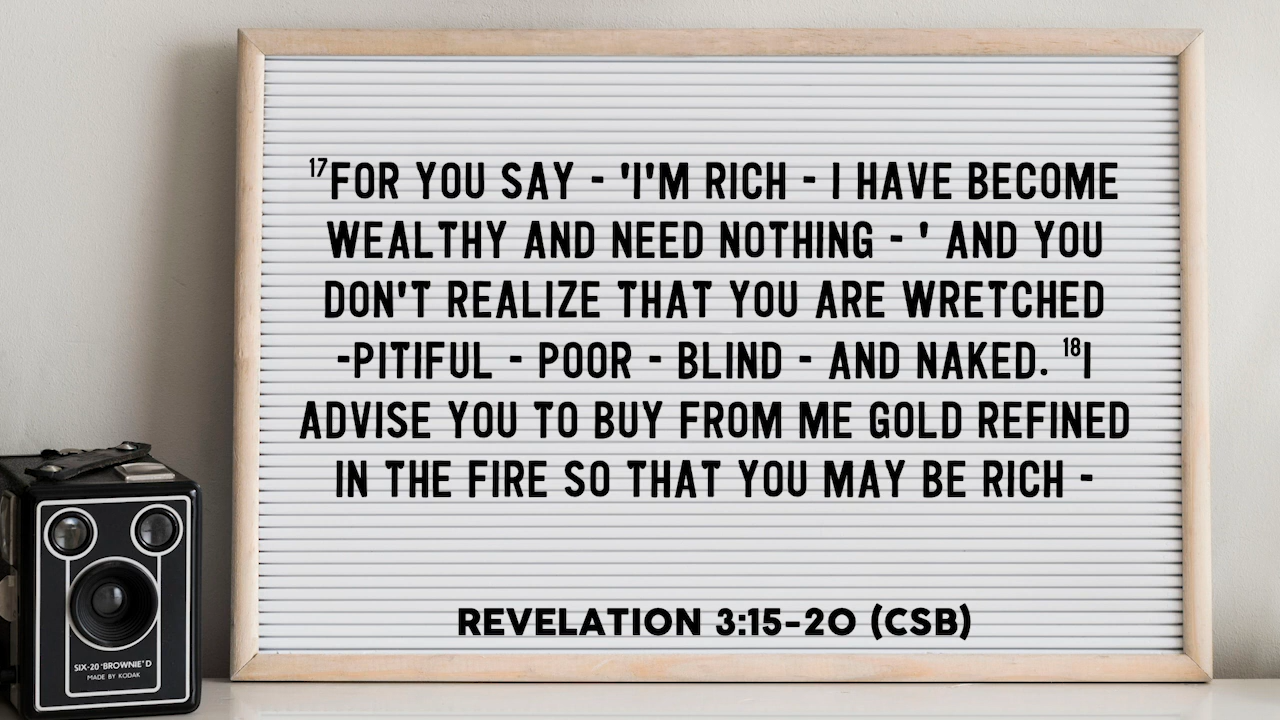 ¹⁷FOR YOU SAY - 'I'M RICH - I HAVE BECOME
WEALTHY AND NEED NOTHING - ' AND YOU
DON'T REALIZE THAT YOU ARE WRETCHED
-PITIFUL - POOR - BLIND - AND NAKED. ¹⁸I
ADVISE YOU TO BUY FROM ME GOLD REFINED
IN THE FIRE SO THAT YOU MAY BE RICH -
REVELATION 3:15-20 (CSB)
SIX-20 'BROWNIE' D
MADE BY KODAK